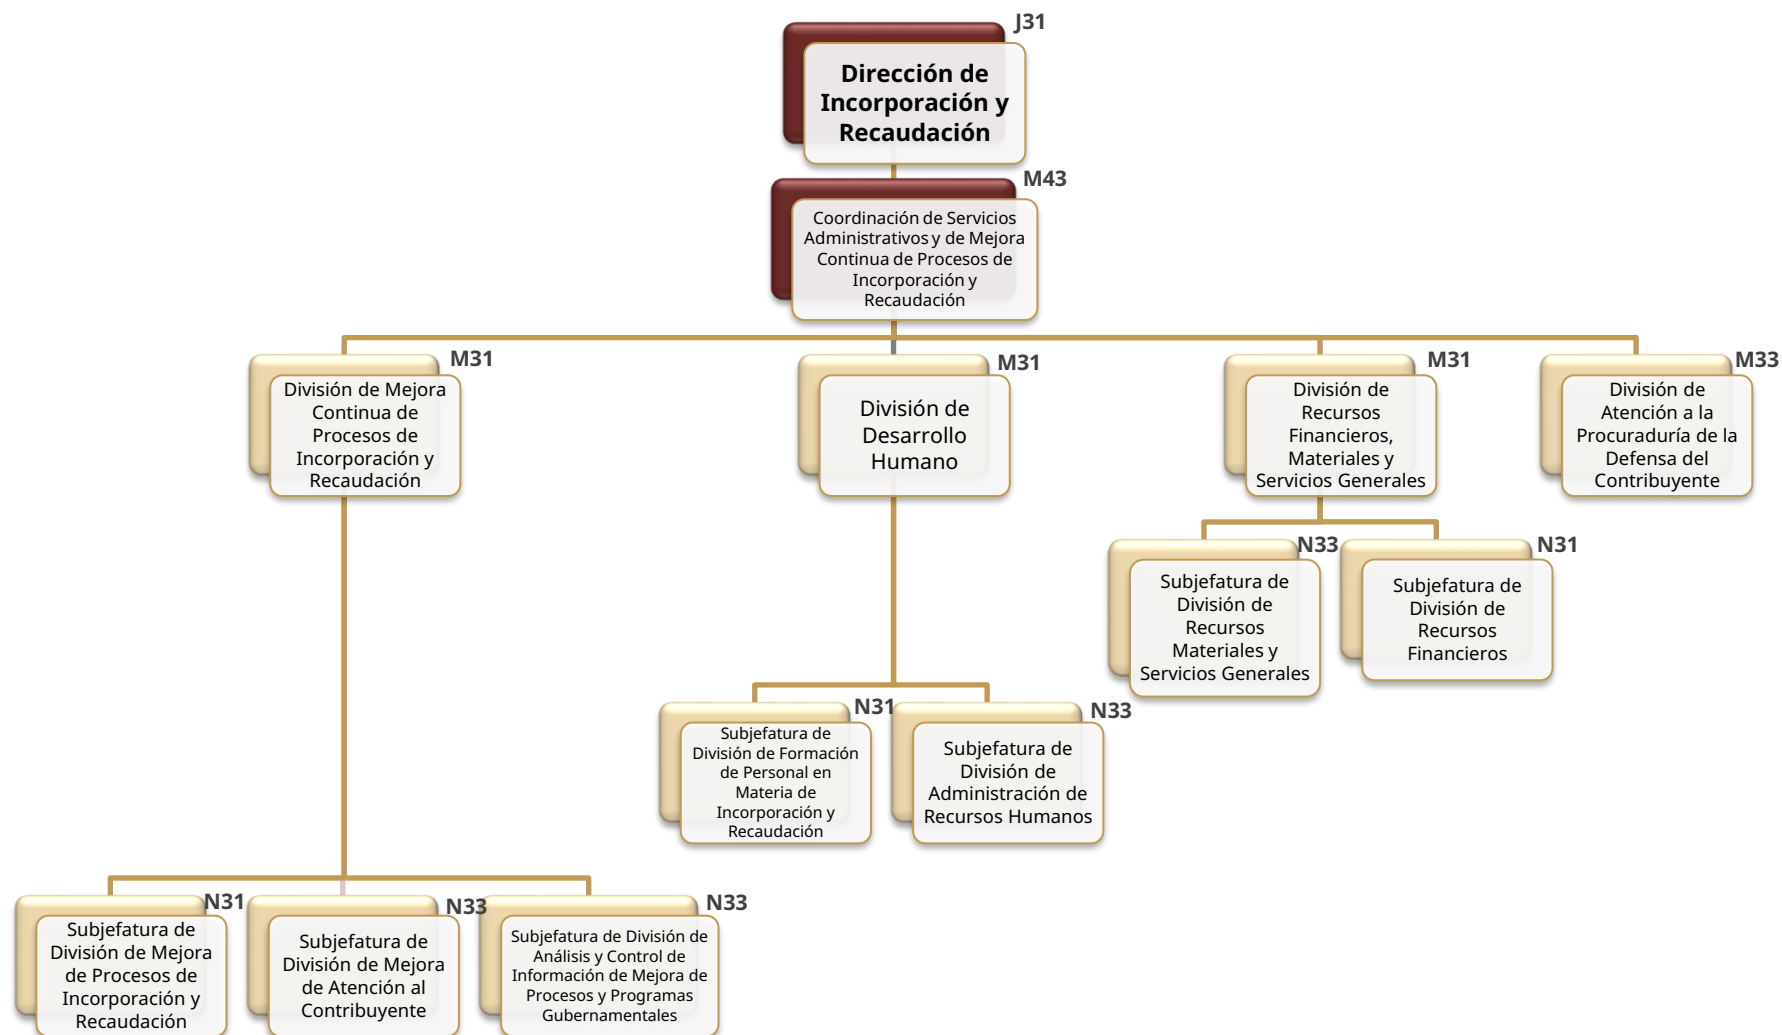 J31
Dirección de
Incorporación y
Recaudación
M43
Coordinación de Servicios
Administrativos y de Mejora
Continua de Procesos de
Incorporación y
Recaudación
M31
División de Mejora
Continua de
Procesos de
Incorporación y
Recaudación
M31
División de
Desarrollo
Humano
M31
División de
Recursos
Financieros,
Materiales y
Servicios Generales
M33
División de
Atención a la
Procuraduría de la
Defensa del
Contribuyente
N33
Subjefatura de
División de
Recursos
Materiales y
Servicios Generales
N31
Subjefatura de
División de
Recursos
Financieros
N31
Subjefatura de
División de Formación
de Personal en
Materia de
Incorporación y
Recaudación
N33
Subjefatura de
División de
Administración de
Recursos Humanos
N31
Subjefatura de
División de Mejora
de Procesos de
Incorporación y
Recaudación
N33
Subjefatura de
División de Mejora
de Atención al
Contribuyente
N33
Subjefatura de División de
Análisis y Control de
Información de Mejora de
Procesos y Programas
Gubernamentales